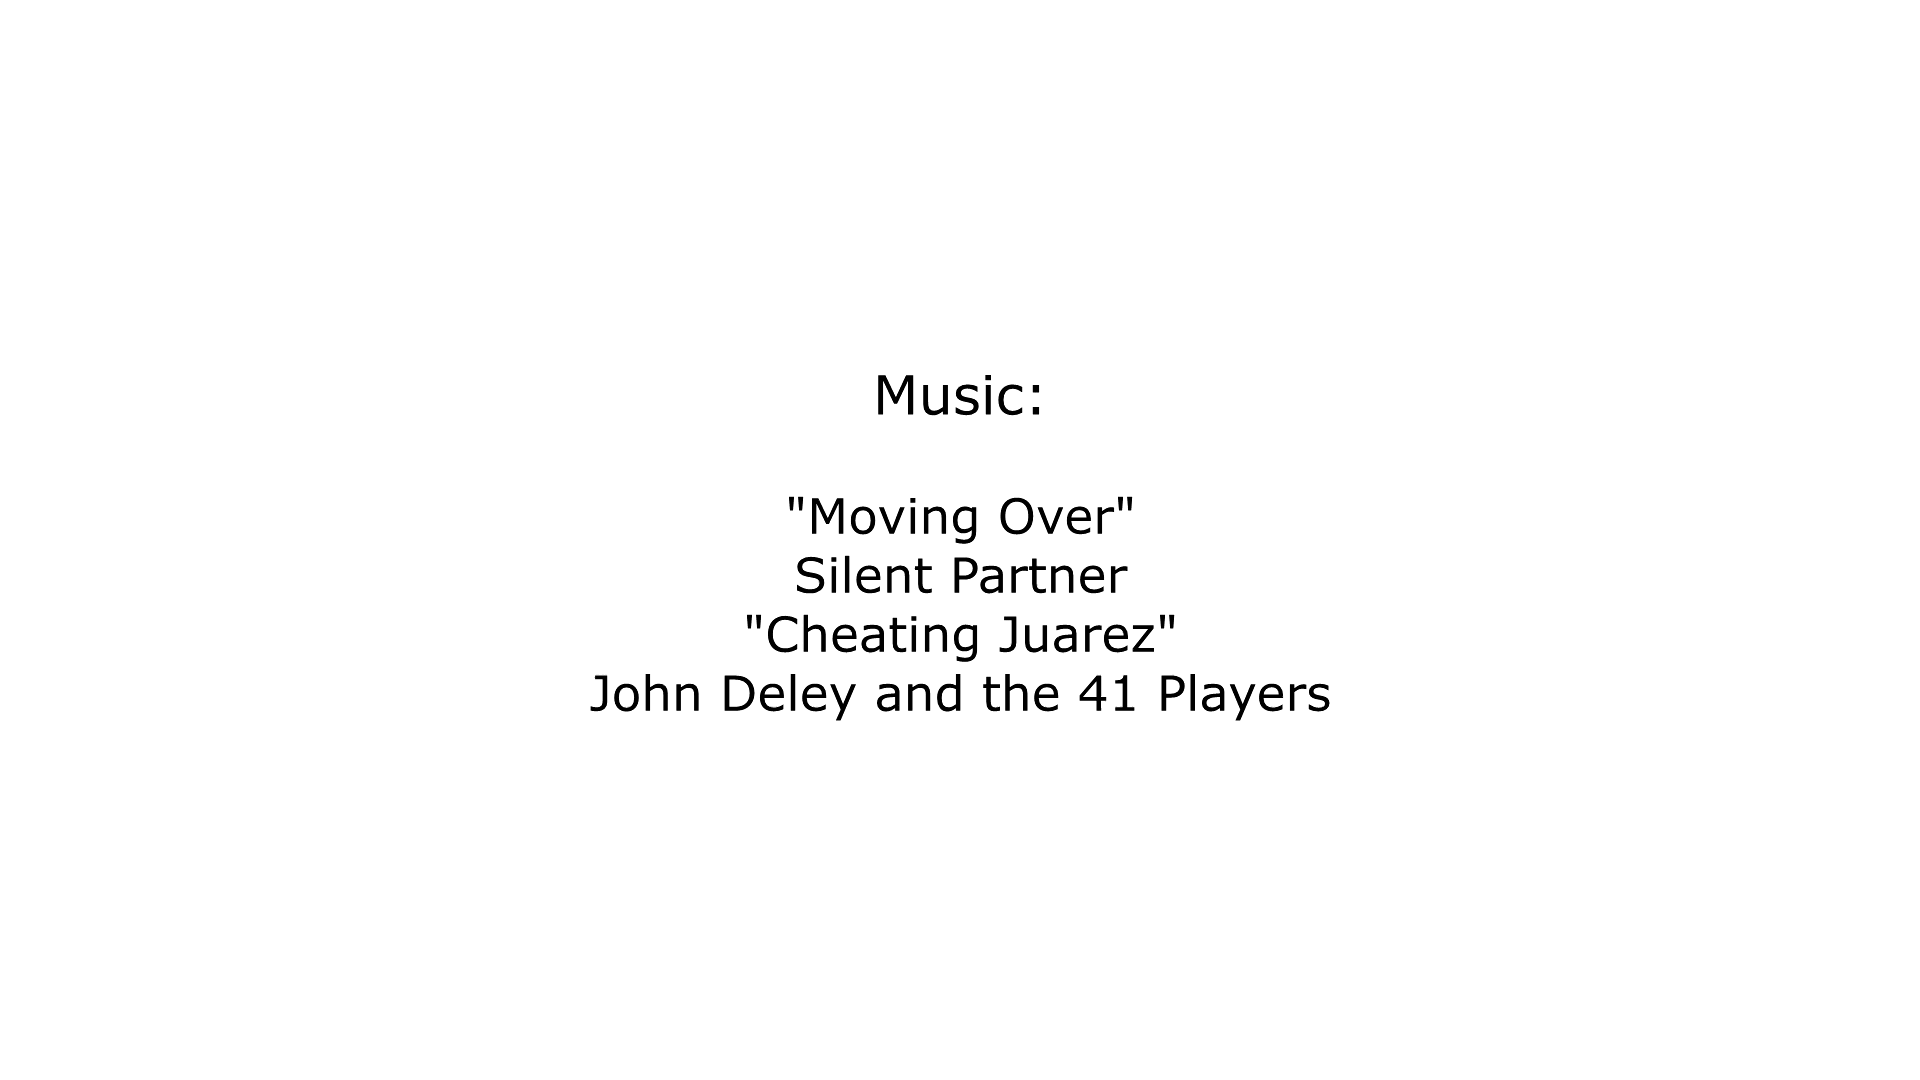 Music:
"Moving Over"
Silent Partner
"Cheating Juarez"
John Deley and the 41 Players